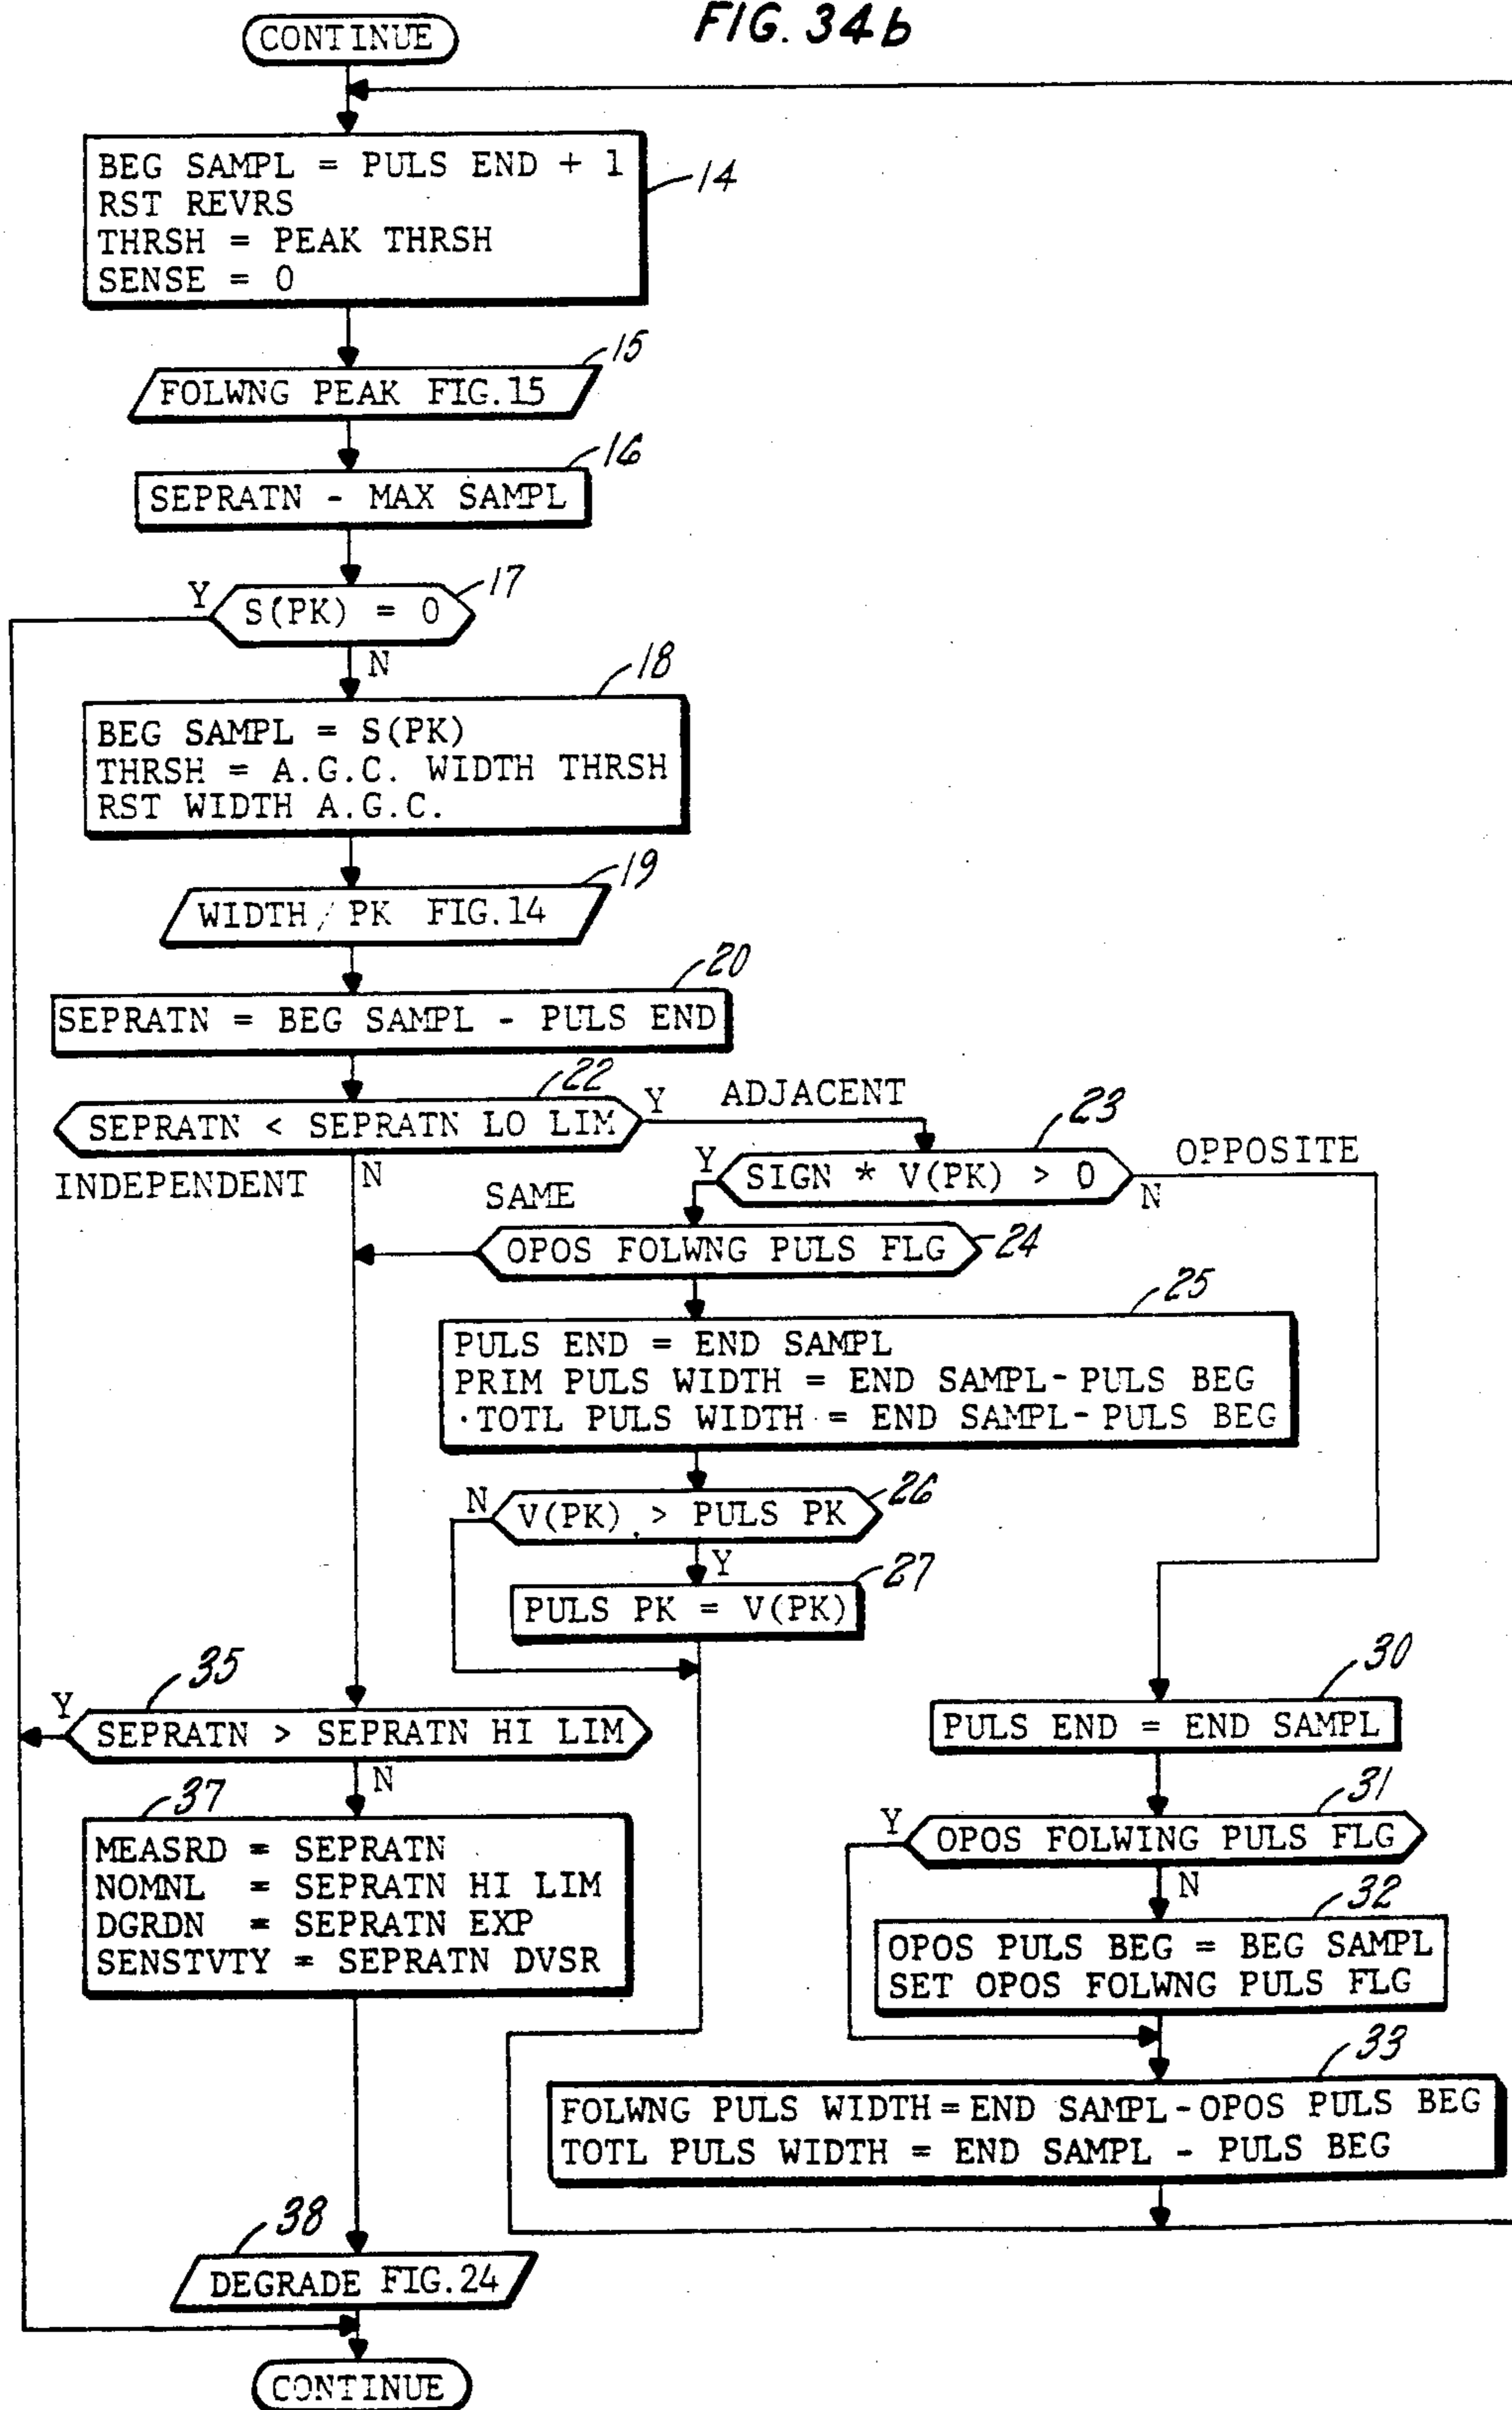 FIG. 34b
CONTINUE
BEG SAMPL = PULS END + 1
RST REVRS
THRSH = PEAK THRSH
SENSE = 0
14
15
FOLWNG PEAK FIG.15
16
SEPRATN - MAX SAMPL
17
Y
S(PK) = 0
N
18
BEG SAMPL = S(PK)
THRSH = A.G.C. WIDTH THRSH
RST WIDTH A.G.C.
19
WIDTH / PK FIG.14
20
SEPRATN = BEG SAMPL - PULS END
22
SEPRATN < SEPRATN LO LIM
Y ADJACENT
INDEPENDENT N
23
Y
SIGN * V(PK) > 0
OPPOSITE
N
SAME
OPOS FOLWNG PULS FLG
24
25
PULS END = END SAMPL
PRIM PULS WIDTH = END SAMPL-PULS BEG
TOTL PULS WIDTH = END SAMPL-PULS BEG
26
N
V(PK) > PULS PK
Y
27
PULS PK = V(PK)
30
PULS END = END SAMPL
31
Y
OPOS FOLWING PULS FLG
N
32
OPOS PULS BEG = BEG SAMPL
SET OPOS FOLWNG PULS FLG
33
FOLWNG PULS WIDTH=END SAMPL-OPOS PULS BEG
TOTL PULS WIDTH = END SAMPL - PULS BEG
35
Y
SEPRATN > SEPRATN HI LIM
N
37
MEASRD = SEPRATN
NOMNL = SEPRATN HI LIM
DGRDN = SEPRATN EXP
SENSTVTY = SEPRATN DVSR
38
DEGRADE FIG.24
CONTINUE